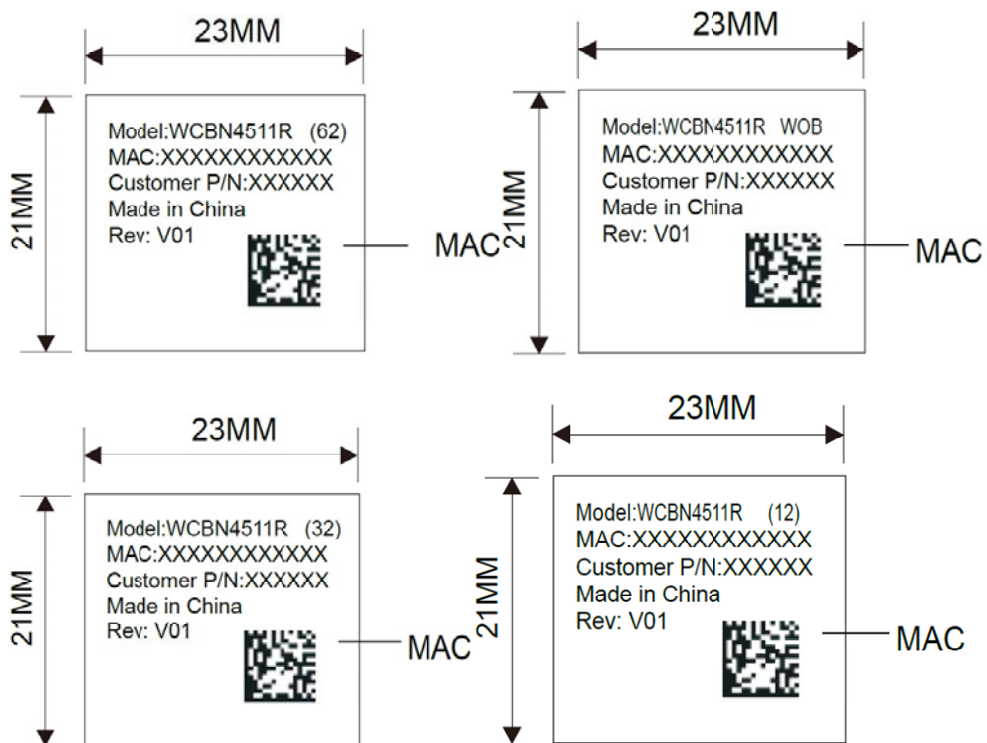 23MM
21MM
Model:WCBN4511R (62)
MAC:XXXXXXXXXXXX
Customer P/N:XXXXXX
Made in China
Rev: V01
MAC
23MM
21MM
Model:WCBN4511R WOB
MAC:XXXXXXXXXXXX
Customer P/N:XXXXXX
Made in China
Rev: V01
MAC
23MM
21MM
Model:WCBN4511R (32)
MAC:XXXXXXXXXXXX
Customer P/N:XXXXXX
Made in China
Rev: V01
MAC
23MM
21MM
Model:WCBN4511R (12)
MAC:XXXXXXXXXXXX
Customer P/N:XXXXXX
Made in China
Rev: V01
MAC